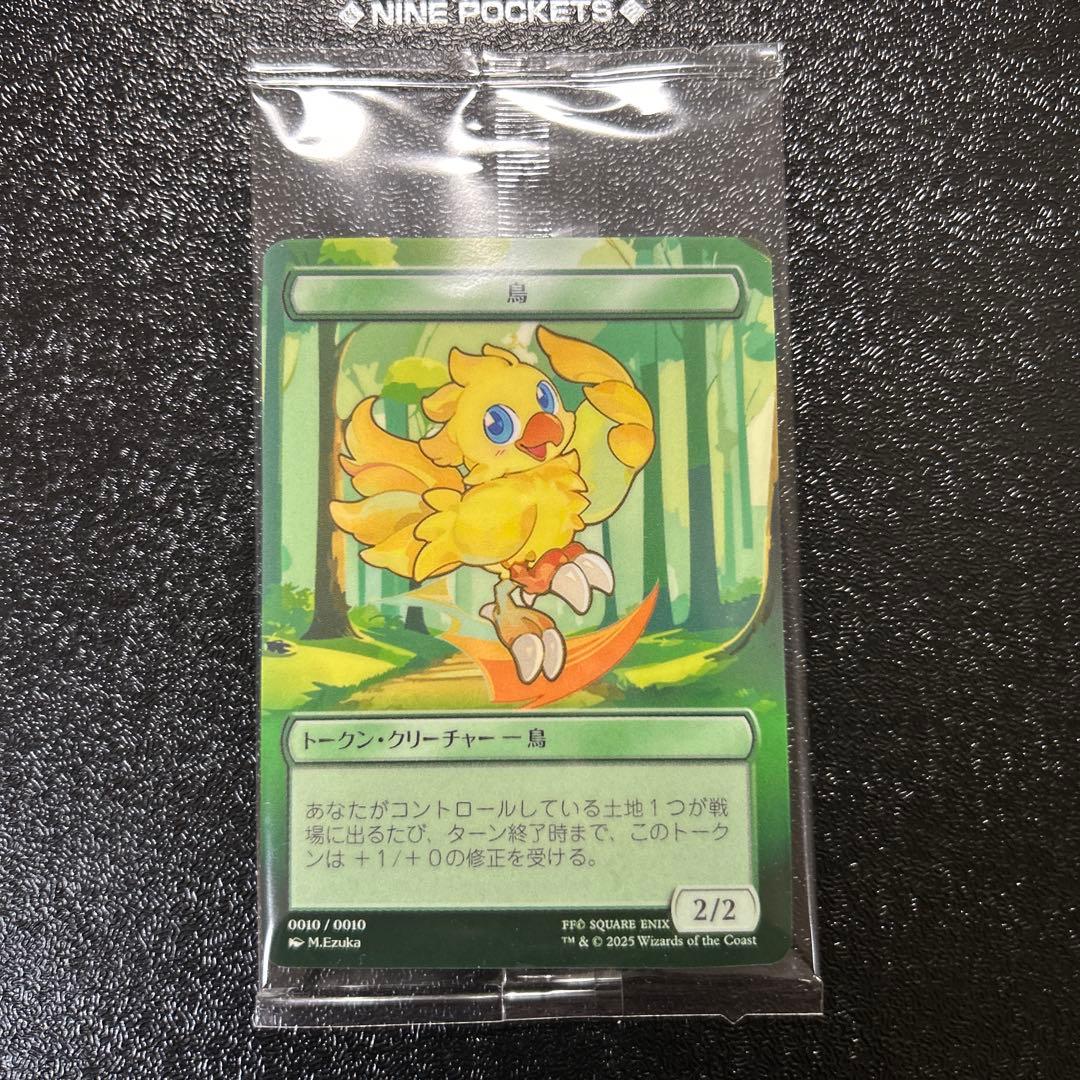 NINE POCKETS
鳥
トークン・クリーチャー ― 鳥
あなたがコントロールしている土地1つが戦
場に出るたび、ターン終了時まで、このトーク
ンは+1/+0の修正を受ける。
2/2
0010 / 0010
M.Ezuka
FF SQUARE ENIX
™ & © 2025 Wizards of the Coast